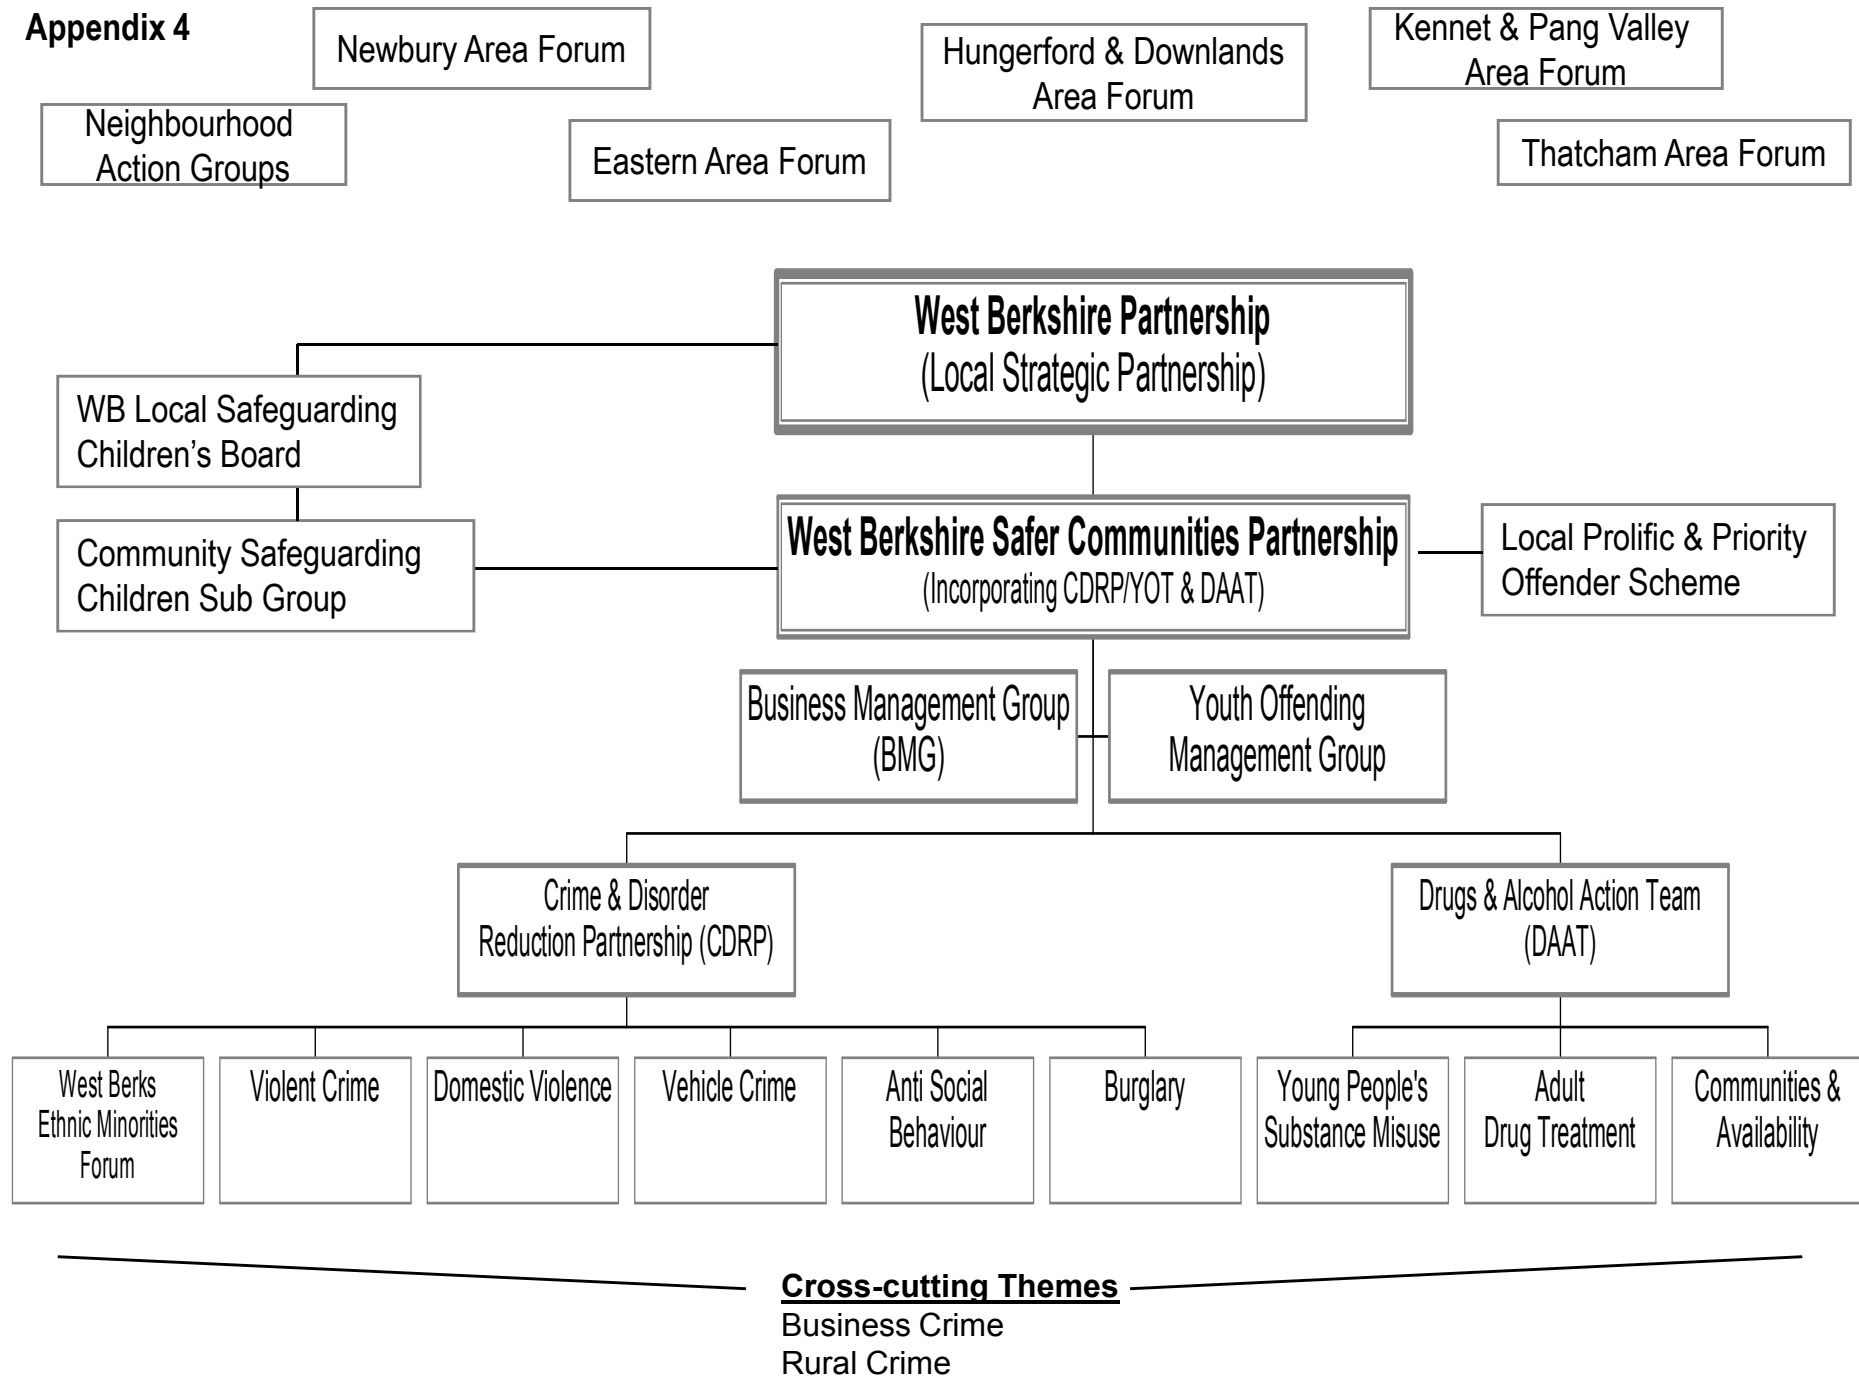 Appendix 4
Newbury Area Forum
Hungerford & Downlands
Area Forum
Kennet & Pang Valley
Area Forum
Neighbourhood
Action Groups
Eastern Area Forum
Thatcham Area Forum
West Berkshire Partnership
(Local Strategic Partnership)
WB Local Safeguarding
Children’s Board
Community Safeguarding
Children Sub Group
West Berkshire Safer Communities Partnership
(Incorporating CDRP/YOT & DAAT)
Local Prolific & Priority
Offender Scheme
Business Management Group
(BMG)
Youth Offending
Management Group
Crime & Disorder
Reduction Partnership (CDRP)
Drugs & Alcohol Action Team
(DAAT)
West Berks
Ethnic Minorities
Forum
Violent Crime
Domestic Violence
Vehicle Crime
Anti Social
Behaviour
Burglary
Young People's
Substance Misuse
Adult
Drug Treatment
Communities &
Availability
Cross-cutting Themes
Business Crime
Rural Crime